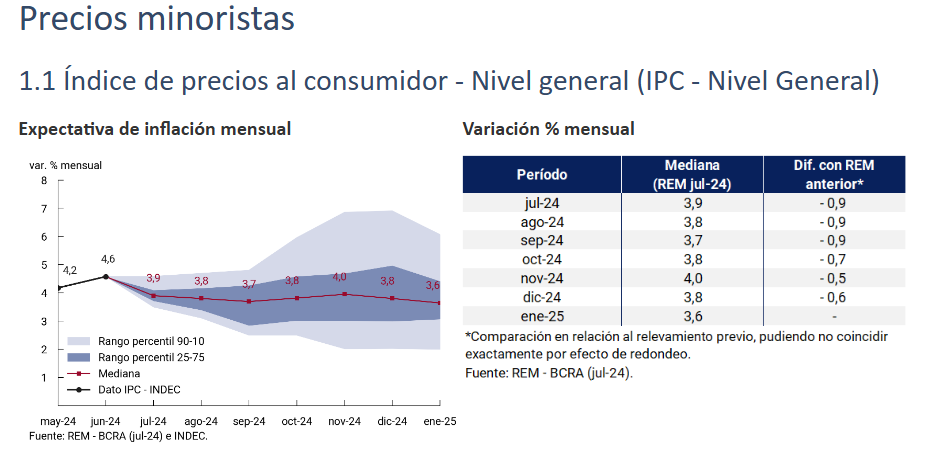 Precios minoristas
1.1 Índice de precios al consumidor - Nivel general (IPC - Nivel General)
Expectativa de inflación mensual
var. % mensual
8
7
6
5
4
3
2
1
4,2
4,6
3,9
3,8
3,7
3,8
4,0
3,8
3,6
Rango percentil 90-10
Rango percentil 25-75
Mediana
Dato IPC - INDEC
may-24 jun-24 jul-24 ago-24 sep-24 oct-24 nov-24 dic-24 ene-25
Fuente: REM - BCRA (jul-24) e INDEC.
Variación % mensual
Período Mediana (REM jul-24) Dif. con REM anterior*
jul-24 3,9 - 0,9
ago-24 3,8 - 0,9
sep-24 3,7 - 0,9
oct-24 3,8 - 0,7
nov-24 4,0 - 0,5
dic-24 3,8 - 0,6
ene-25 3,6 -
*Comparación en relación al relevamiento previo, pudiendo no coincidir
exactamente por efecto de redondeo.
Fuente: REM - BCRA (jul-24).